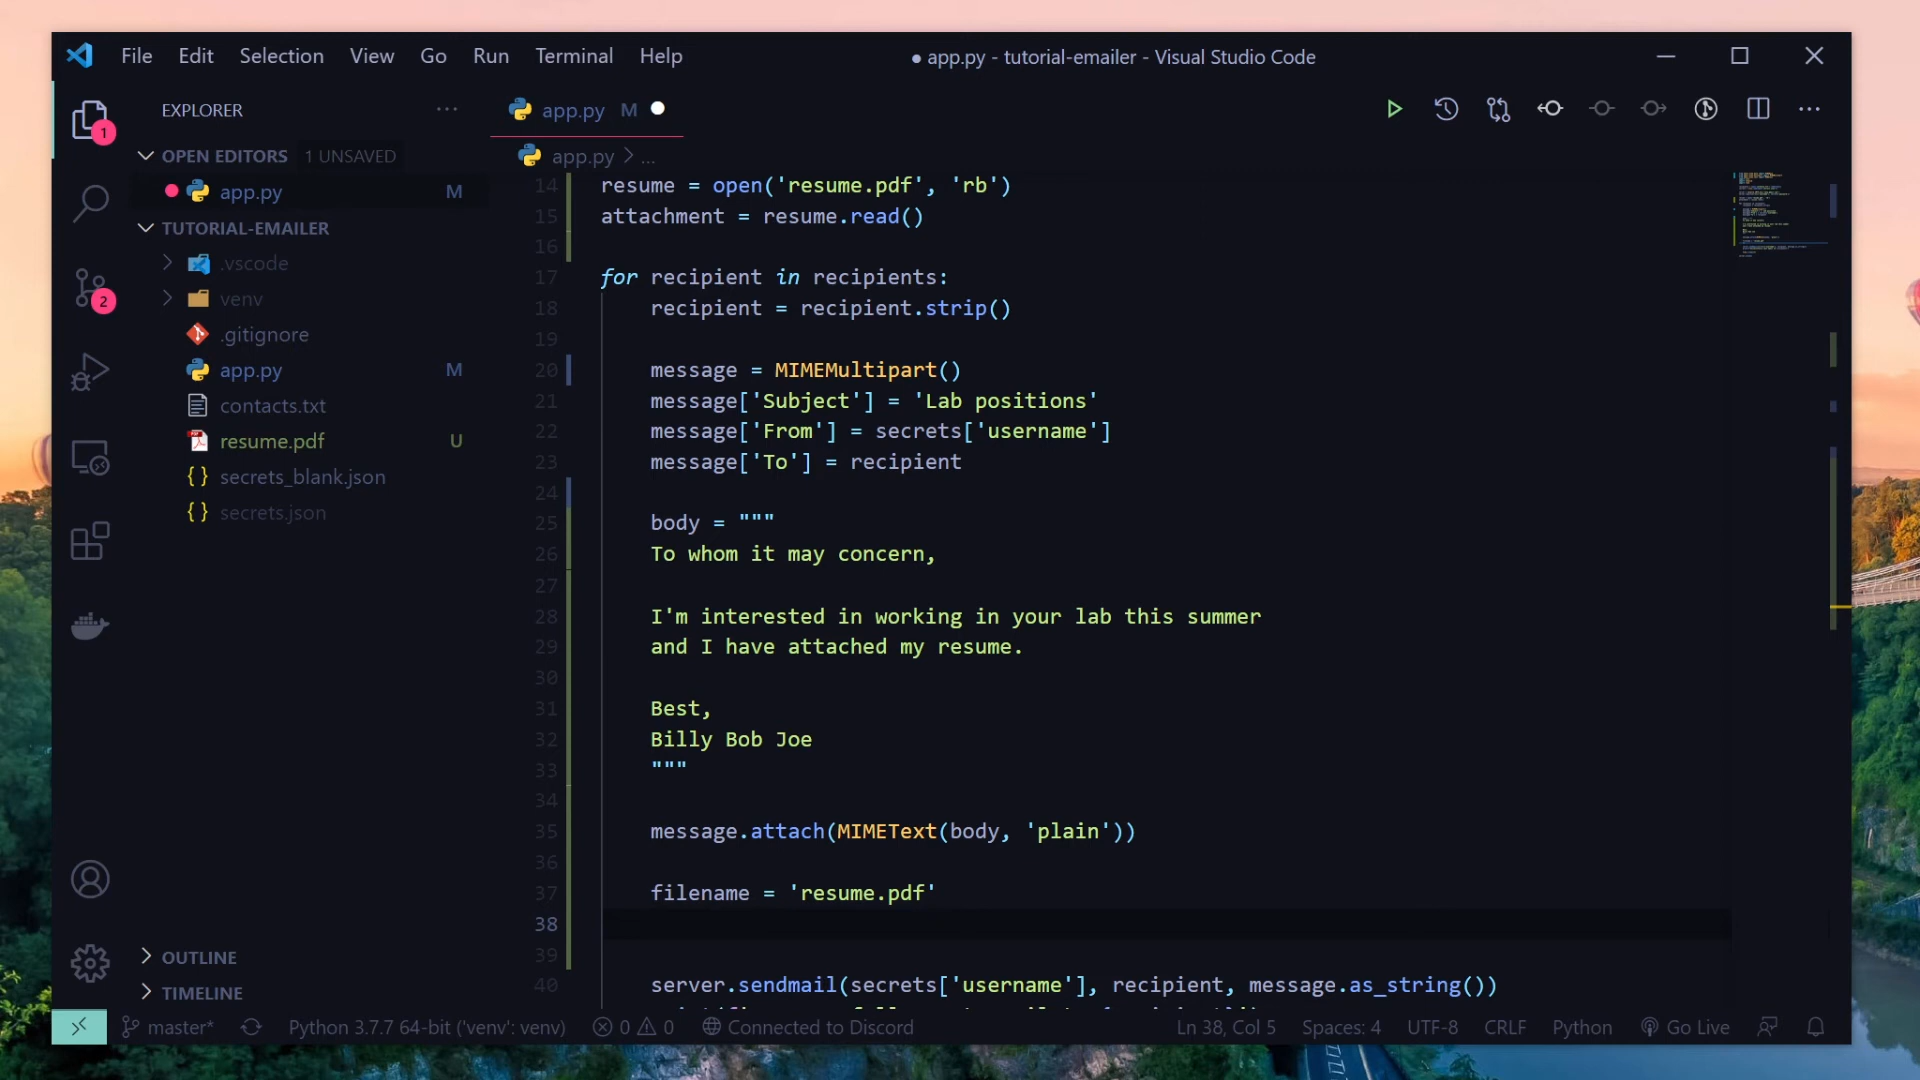 File Edit Selection View Go Run Terminal Help
● app.py - tutorial-emailer - Visual Studio Code
EXPLORER
OPEN EDITORS 1 UNSAVED
app.py M
TUTORIAL-EMAILER
.vscode
venv
.gitignore
app.py M
contacts.txt
resume.pdf U
secrets_blank.json
secrets.json
OUTLINE
TIMELINE
1
2
app.py M
app.py > ...
14 resume = open('resume.pdf', 'rb')
15 attachment = resume.read()
16
17 for recipient in recipients:
18 recipient = recipient.strip()
19
20 message = MIMEMultipart()
21 message['Subject'] = 'Lab positions'
22 message['From'] = secrets['username']
23 message['To'] = recipient
24
25 body = """
26 To whom it may concern,
27
28 I'm interested in working in your lab this summer
29 and I have attached my resume.
30
31 Best,
32 Billy Bob Joe
33 """
34
35 message.attach(MIMEText(body, 'plain'))
36
37 filename = 'resume.pdf'
38
39
40 server.sendmail(secrets['username'], recipient, message.as_string())
master* Python 3.7.7 64-bit ('venv': venv) 0 0 Connected to Discord Ln 38, Col 5 Spaces: 4 UTF-8 CRLF Python Go Live